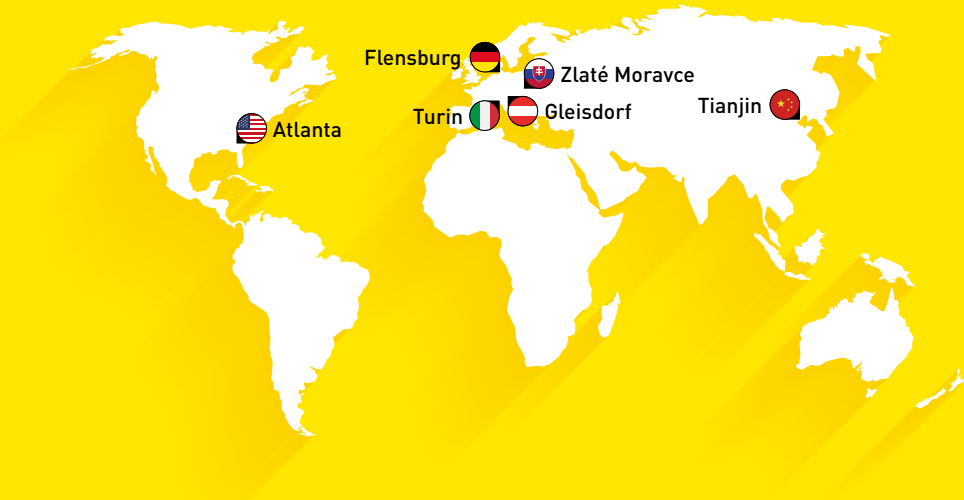 Flensburg
Zlaté Moravce
Tianjin
Turin
Gleisdorf
Atlanta